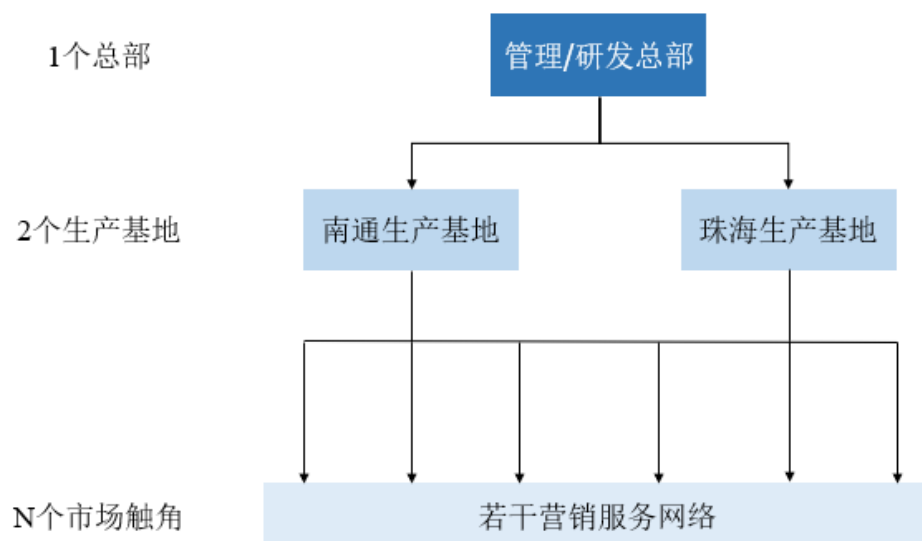 1个总部
管理/研发总部
2个生产基地
南通生产基地
珠海生产基地
N个市场触角
若干营销服务网络